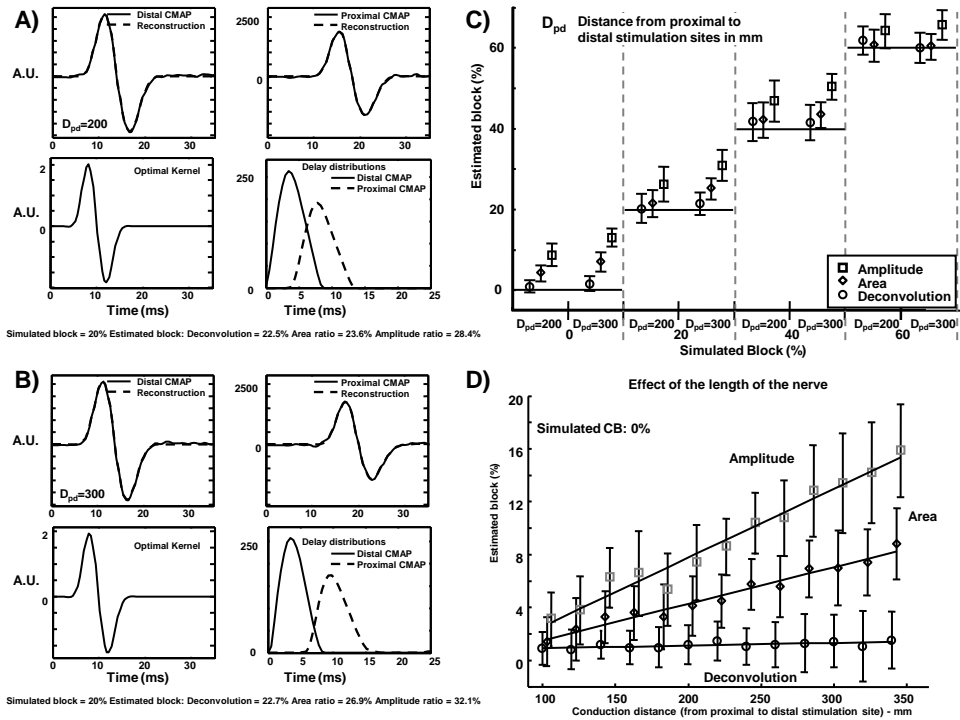 A)
Distal CMAP
Reconstruction
A.U.
D_pd=200
0 10 20 30
Proximal CMAP
Reconstruction
2500
0
0 10 20 30
Optimal Kernel
A.U.
2
0
0 10 20 30
Time (ms)
Delay distributions
Distal CMAP
Proximal CMAP
250
0
0 5 10 15 20 25
Time (ms)
Simulated block = 20% Estimated block: Deconvolution = 22.5% Area ratio = 23.6% Amplitude ratio = 28.4%
B)
Distal CMAP
Reconstruction
A.U.
D_pd=300
0 10 20 30
Proximal CMAP
Reconstruction
2500
0
0 10 20 30
Optimal Kernel
A.U.
2
0
0 10 20 30
Time (ms)
Delay distributions
Distal CMAP
Proximal CMAP
250
0
0 5 10 15 20 25
Time (ms)
Simulated block = 20% Estimated block: Deconvolution = 22.7% Area ratio = 26.9% Amplitude ratio = 32.1%
C)
D_pd Distance from proximal to
distal stimulation sites in mm
Estimated block (%)
60
40
20
0
Amplitude
Area
Deconvolution
D_pd=200 D_pd=300 D_pd=200 D_pd=300 D_pd=200 D_pd=300 D_pd=200 D_pd=300
0 20 40 60
Simulated Block (%)
D)
Effect of the length of the nerve
Simulated CB: 0%
Estimated block (%)
20
16
12
8
4
0
Amplitude
Area
Deconvolution
100 150 200 250 300 350
Conduction distance (from proximal to distal stimulation site) - mm